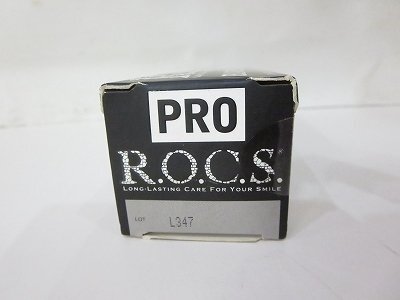 PRO
R.O.C.S.®
LONG-LASTING CARE FOR YOUR SMILE
LOT L347